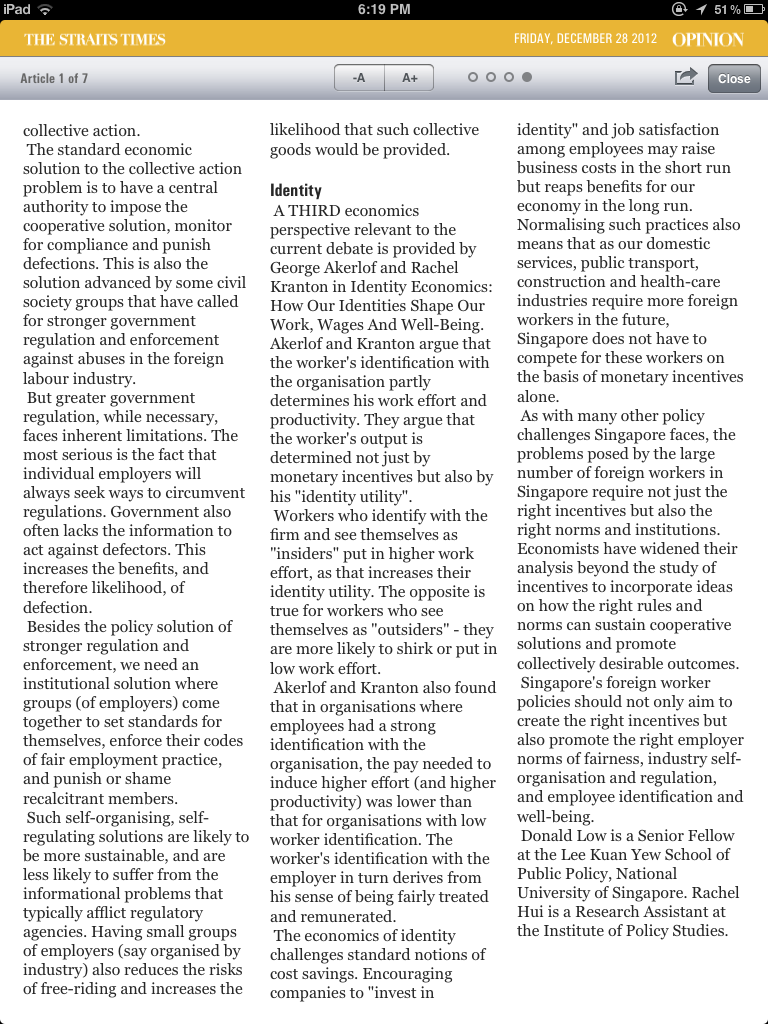 iPad
6:19 PM
51 %
THE STRAITS TIMES
FRIDAY, DECEMBER 28 2012 OPINION
Article 1 of 7
-A
A+
Close
collective action.
The standard economic
solution to the collective action
problem is to have a central
authority to impose the
cooperative solution, monitor
for compliance and punish
defections. This is also the
solution advanced by some civil
society groups that have called
for stronger government
regulation and enforcement
against abuses in the foreign
labour industry.
But greater government
regulation, while necessary,
faces inherent limitations. The
most serious is the fact that
individual employers will
always seek ways to circumvent
regulations. Government also
often lacks the information to
act against defectors. This
increases the benefits, and
therefore likelihood, of
defection.
Besides the policy solution of
stronger regulation and
enforcement, we need an
institutional solution where
groups (of employers) come
together to set standards for
themselves, enforce their codes
of fair employment practice,
and punish or shame
recalcitrant members.
Such self-organising, self-
regulating solutions are likely to
be more sustainable, and are
less likely to suffer from the
informational problems that
typically afflict regulatory
agencies. Having small groups
of employers (say organised by
industry) also reduces the risks
of free-riding and increases the
likelihood that such collective
goods would be provided.
Identity
A THIRD economics
perspective relevant to the
current debate is provided by
George Akerlof and Rachel
Kranton in Identity Economics:
How Our Identities Shape Our
Work, Wages And Well-Being.
Akerlof and Kranton argue that
the worker's identification with
the organisation partly
determines his work effort and
productivity. They argue that
the worker's output is
determined not just by
monetary incentives but also by
his "identity utility".
Workers who identify with the
firm and see themselves as
"insiders" put in higher work
effort, as that increases their
identity utility. The opposite is
true for workers who see
themselves as "outsiders" - they
are more likely to shirk or put in
low work effort.
Akerlof and Kranton also found
that in organisations where
employees had a strong
identification with the
organisation, the pay needed to
induce higher effort (and higher
productivity) was lower than
that for organisations with low
worker identification. The
worker's identification with the
employer in turn derives from
his sense of being fairly treated
and remunerated.
The economics of identity
challenges standard notions of
cost savings. Encouraging
companies to "invest in
identity" and job satisfaction
among employees may raise
business costs in the short run
but reaps benefits for our
economy in the long run.
Normalising such practices also
means that as our domestic
services, public transport,
construction and health-care
industries require more foreign
workers in the future,
Singapore does not have to
compete for these workers on
the basis of monetary incentives
alone.
As with many other policy
challenges Singapore faces, the
problems posed by the large
number of foreign workers in
Singapore require not just the
right incentives but also the
right norms and institutions.
Economists have widened their
analysis beyond the study of
incentives to incorporate ideas
on how the right rules and
norms can sustain cooperative
solutions and promote
collectively desirable outcomes.
Singapore's foreign worker
policies should not only aim to
create the right incentives but
also promote the right employer
norms of fairness, industry self-
organisation and regulation,
and employee identification and
well-being.
Donald Low is a Senior Fellow
at the Lee Kuan Yew School of
Public Policy, National
University of Singapore. Rachel
Hui is a Research Assistant at
the Institute of Policy Studies.